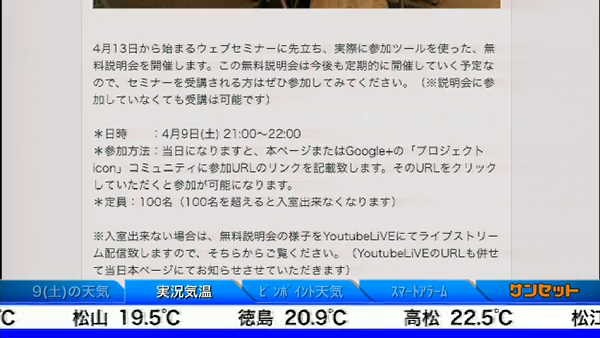 4月13日から始まるウェブセミナーに先立ち、実際に参加ツールを使った、無
料説明会を開催します。この無料説明会は今後も定期的に開催していく予定な
ので、セミナーを受講される方はぜひ参加してみてください。（※説明会に参
加していなくても受講は可能です）
＊日時　　：4月9日(土) 21:00〜22:00
＊参加方法：当日になりますと、本ページまたはGoogle+の「プロジェクト
icon」コミュニティに参加URLのリンクを記載致します。そのURLをクリック
していただくと参加が可能になります。
＊定員：100名（100名を超えると入室出来なくなります）
※入室出来ない場合は、無料説明会の様子をYoutubeLiVEにてライブストリー
ム配信致しますので、そちらからご覧ください。（YoutubeLiVEのURLも併せ
て当日本ページにてお知らせさせていただきます）
9(土)の天気 実況気温 ピンポイント天気 スマートアラーム サンセット
℃ 松山 19.5℃ 徳島 20.9℃ 高松 22.5℃ 松江